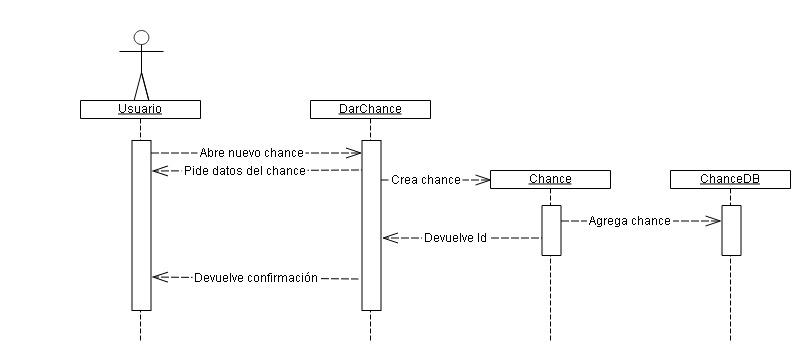 Usuario
DarChance
Abre nuevo chance
Pide datos del chance
Crea chance
Chance
ChanceDB
Agrega chance
Devuelve Id
Devuelve confirmación